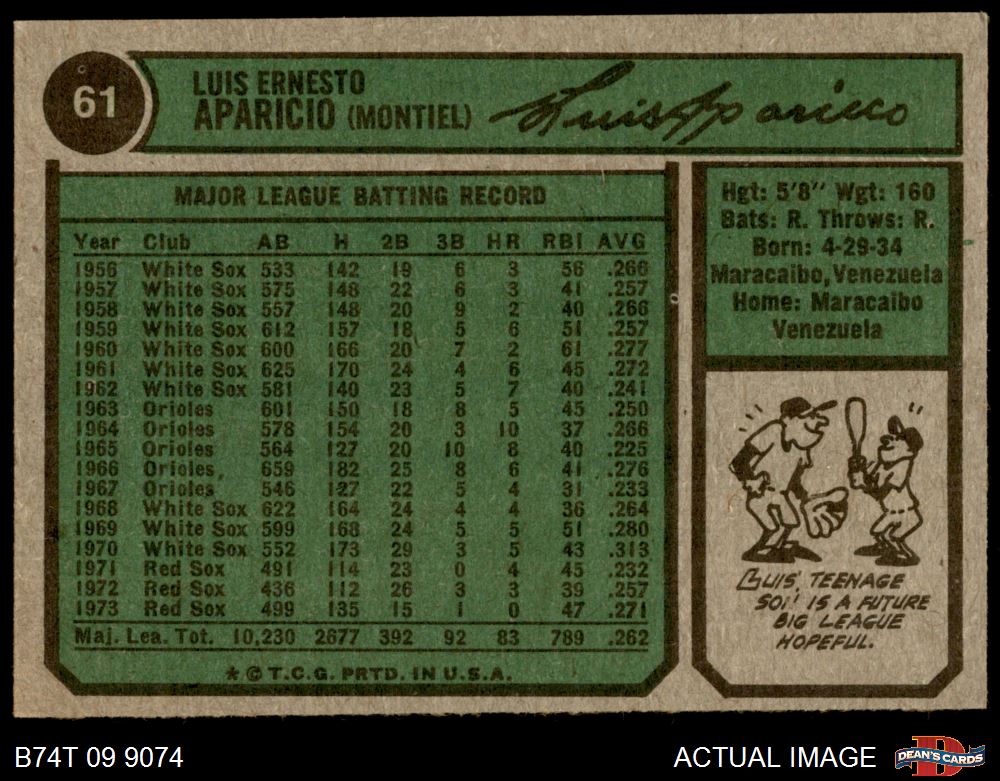 61
LUIS ERNESTO
APARICIO (MONTIEL)
Luis Aparicio
MAJOR LEAGUE BATTING RECORD
Year Club AB H 2B 3B HR RBI AVG
1956 White Sox 533 142 19 6 3 56 .266
1957 White Sox 575 148 22 6 3 41 .257
1958 White Sox 557 148 20 9 2 40 .266
1959 White Sox 612 157 18 5 6 51 .257
1960 White Sox 600 166 20 7 2 61 .277
1961 White Sox 625 170 24 4 6 45 .272
1962 White Sox 581 140 23 5 7 40 .241
1963 Orioles 601 150 18 8 5 45 .250
1964 Orioles 578 154 20 3 10 37 .266
1965 Orioles 564 127 20 10 8 40 .225
1966 Orioles 659 182 25 8 6 41 .276
1967 Orioles 546 127 22 5 4 31 .233
1968 White Sox 622 164 24 4 4 36 .264
1969 White Sox 599 168 24 5 5 51 .280
1970 White Sox 552 173 29 3 5 43 .313
1971 Red Sox 491 114 23 0 4 45 .232
1972 Red Sox 436 112 26 3 3 39 .257
1973 Red Sox 499 135 15 1 0 47 .271
Maj. Lea. Tot. 10,230 2677 392 92 83 789 .262
* © T.C.G. PRTD. IN U.S.A.
Hgt: 5'8" Wgt: 160
Bats: R. Throws: R.
Born: 4-29-34
Maracaibo, Venezuela
Home: Maracaibo
Venezuela
LUIS' TEENAGE
SON IS A FUTURE
BIG LEAGUE
HOPEFUL.
B74T 09 9074
ACTUAL IMAGE
D
DEAN'S CARDS